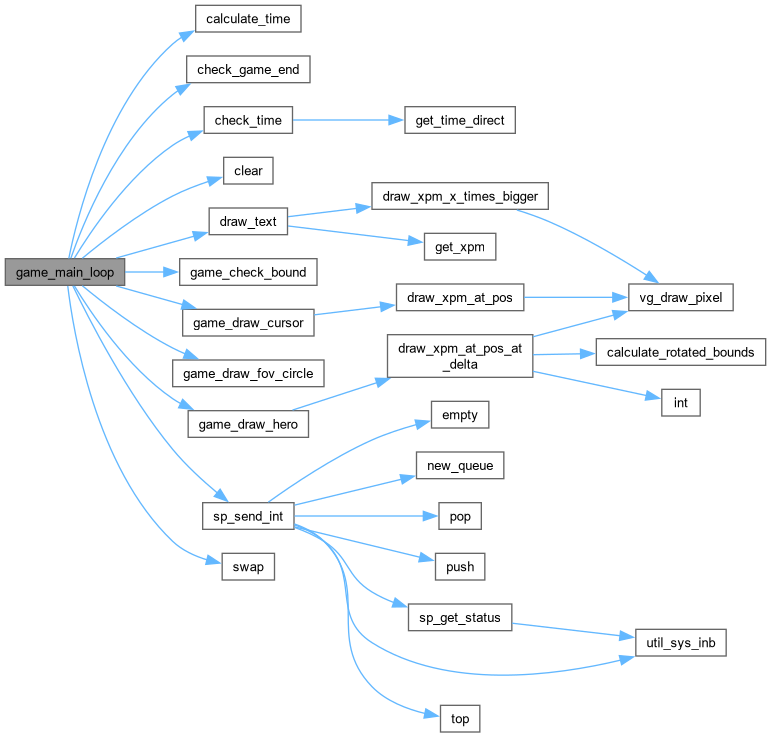 calculate_time
check_game_end
check_time
get_time_direct
clear
draw_xpm_x_times_bigger
draw_text
get_xpm
game_main_loop
game_check_bound
draw_xpm_at_pos
vg_draw_pixel
game_draw_cursor
draw_xpm_at_pos_at
_delta
calculate_rotated_bounds
game_draw_fov_circle
int
empty
game_draw_hero
new_queue
sp_send_int
pop
swap
push
sp_get_status
util_sys_inb
top